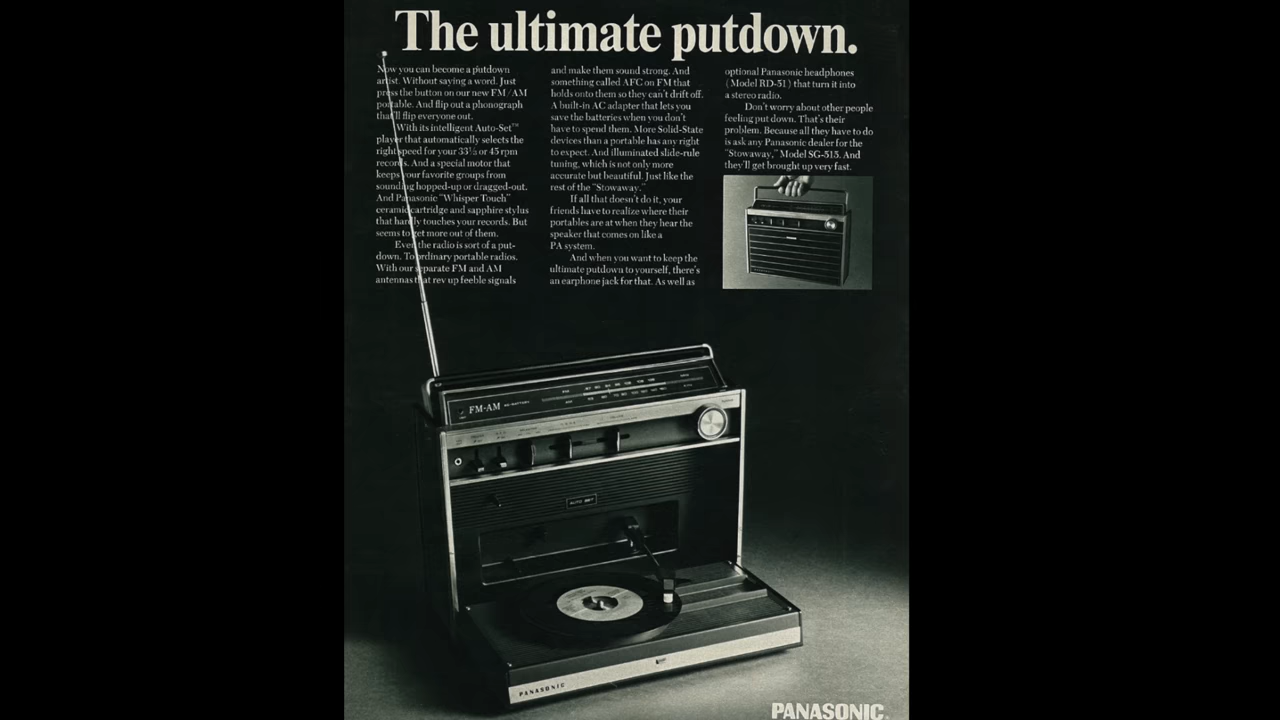 The ultimate putdown.
Now you can become a putdown
artist. Without saying a word. Just
press the button on our new FM/AM
portable. And flip out a phonograph
that'll flip everyone out.
With its intelligent Auto-Set™
player that automatically selects the
right speed for your 33⅓ or 45 rpm
records. And a special motor that
keeps your favorite groups from
sounding hopped-up or dragged-out.
And Panasonic "Whisper Touch"
ceramic cartridge and sapphire stylus
that hardly touches your records. But
seems to get more out of them.
Even the radio is sort of a put-
down. To ordinary portable radios.
With our separate FM and AM
antennas that rev up feeble signals
and make them sound strong. And
something called AFC on FM that
holds onto them so they can't drift off.
A built-in AC adapter that lets you
save the batteries when you don't
have to spend them. More Solid-State
devices than a portable has any right
to expect. And illuminated slide-rule
tuning, which is not only more
accurate but beautiful. Just like the
rest of the "Stowaway."
If all that doesn't do it, your
friends have to realize where their
portables are at when they hear the
speaker that comes on like a
PA system.
And when you want to keep the
ultimate putdown to yourself, there's
an earphone jack for that. As well as
optional Panasonic headphones
(Model RD-51) that turn it into
a stereo radio.
Don't worry about other people
feeling put down. That's their
problem. Because all they have to do
is ask any Panasonic dealer for the
"Stowaway," Model SG-515. And
they'll get brought up very fast.
FM-AM
AUTO SET
PANASONIC
PANASONIC